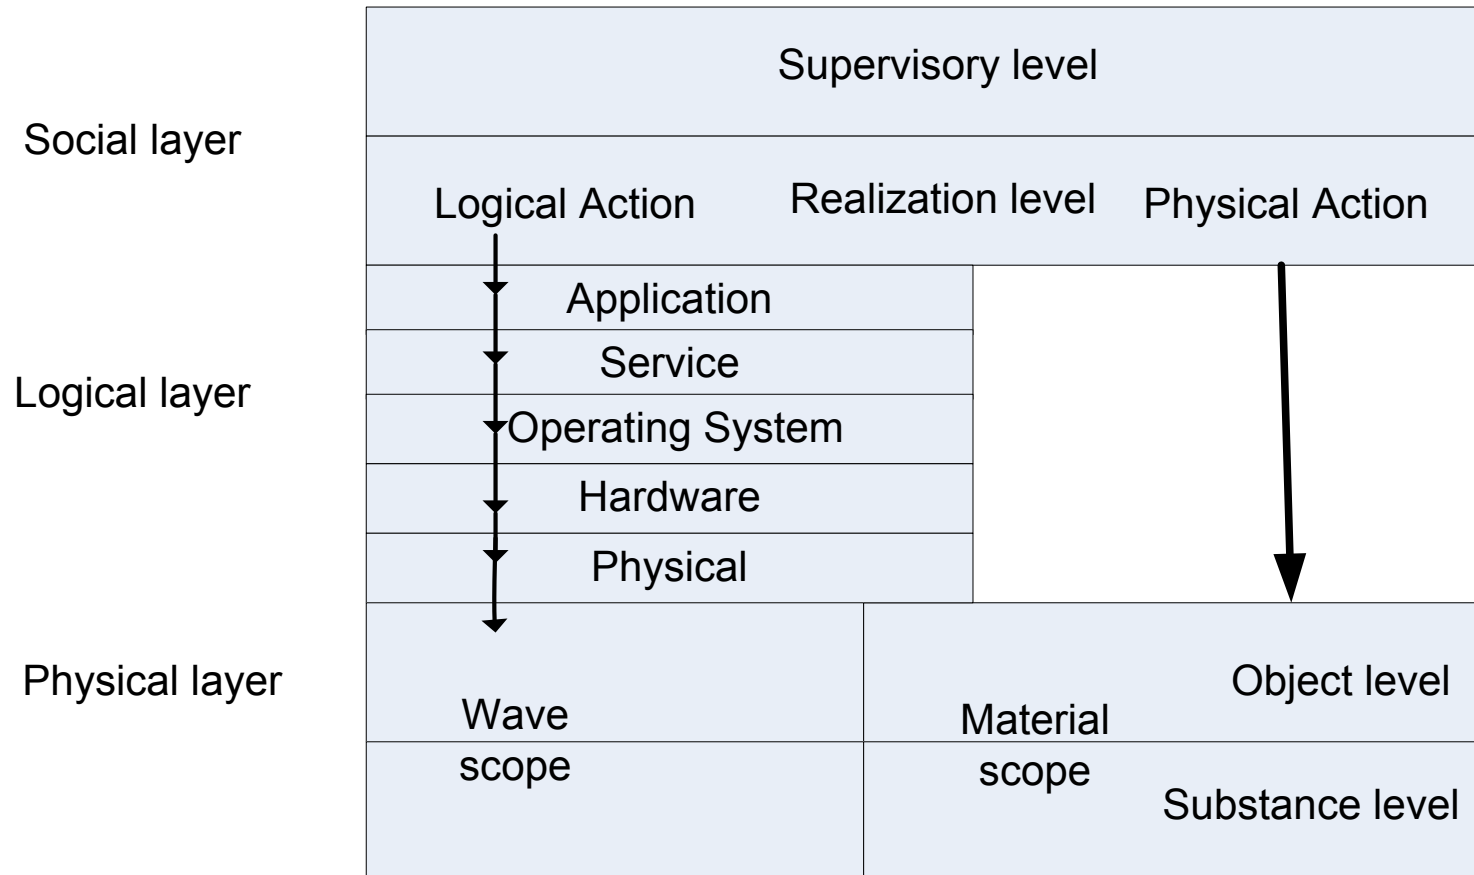 Supervisory level
Social layer
Logical Action
Realization level
Physical Action
Application
Service
Logical layer
Operating System
Hardware
Physical
Physical layer
Object level
Wave
scope
Material
scope
Substance level